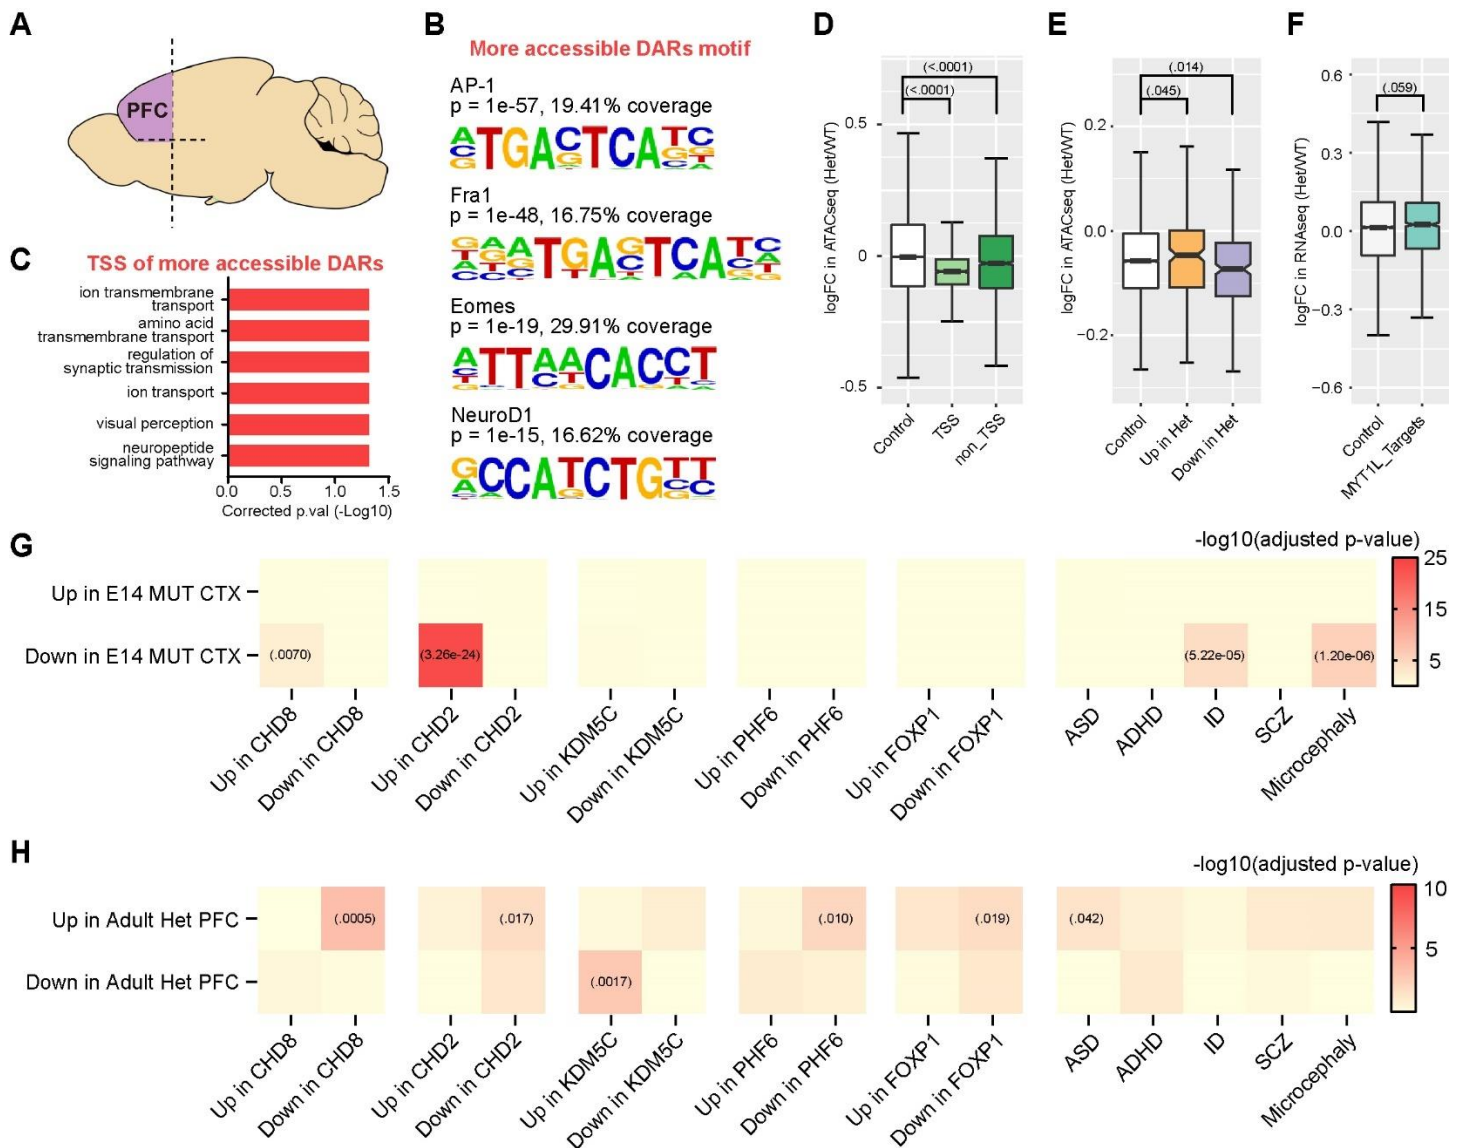 A
PFC
B
More accessible DARs motif
AP-1
p = 1e-57, 19.41% coverage
Fra1
p = 1e-48, 16.75% coverage
Eomes
p = 1e-19, 29.91% coverage
NeuroD1
p = 1e-15, 16.62% coverage
C
TSS of more accessible DARs
ion transmembrane
transport
amino acid
transmembrane transport
regulation of
synaptic transmission
ion transport
visual perception
neuropeptide
signaling pathway
0.0 0.5 1.0 1.5
Corrected p.val (-Log10)
D
logFC in ATACseq (Het/WT)
(<.0001)
(<.0001)
0.5
0
-0.5
Control
TSS
non_TSS
E
logFC in ATACseq (Het/WT)
(.014)
(.045)
0.2
0.0
−0.2
Control
Up in Het
Down in Het
F
logFC in RNAseq (Het/WT)
(.059)
0.6
0.3
0.0
−0.3
−0.6
Control
MYT1L_Targets
G
-log10(adjusted p-value)
25
15
5
Up in E14 MUT CTX
Down in E14 MUT CTX
(.0070)
(3.26e-24)
(5.22e-05)
(1.20e-06)
Up in CHD8
Down in CHD8
Up in CHD2
Down in CHD2
Up in KDM5C
Down in KDM5C
Up in PHF6
Down in PHF6
Up in FOXP1
Down in FOXP1
ASD
ADHD
ID
SCZ
Microcephaly
H
-log10(adjusted p-value)
10
5
Up in Adult Het PFC
(.0005)
(.017)
(.010)
(.019)
(.042)
Down in Adult Het PFC
(.0017)
Up in CHD8
Down in CHD8
Up in CHD2
Down in CHD2
Up in KDM5C
Down in KDM5C
Up in PHF6
Down in PHF6
Up in FOXP1
Down in FOXP1
ASD
ADHD
ID
SCZ
Microcephaly